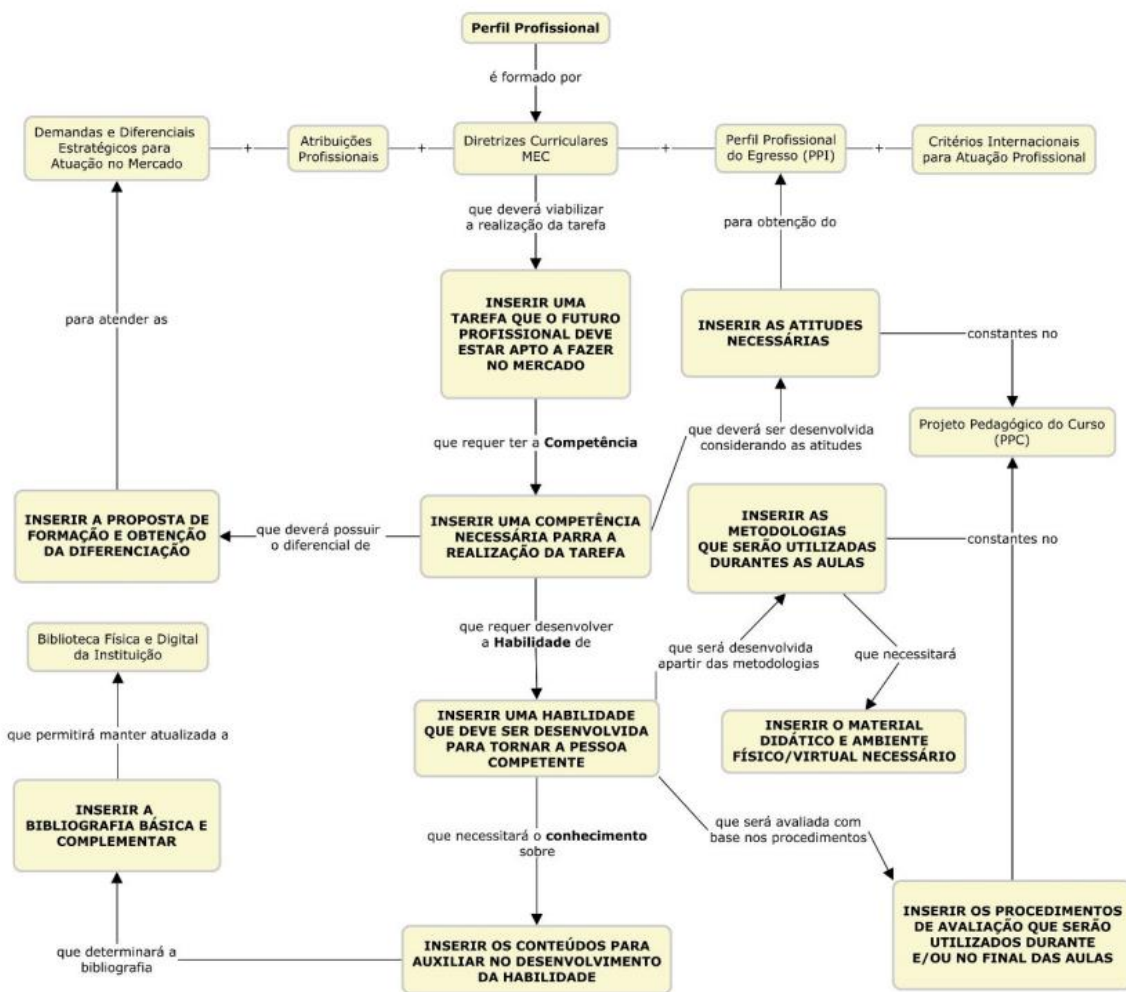 Perfil Profissional
é formado por
Demandas e Diferenciais
Estratégicos para
Atuação no Mercado
+
Atribuições
Profissionais
+
Diretrizes Curriculares
MEC
+
Perfil Profissional
do Egresso (PPI)
+
Critérios Internacionais
para Atuação Profissional
que deverá viabilizar
a realização da tarefa
para obtenção do
INSERIR UMA
TAREFA QUE O FUTURO
PROFISSIONAL DEVE
ESTAR APTO A FAZER
NO MERCADO
INSERIR AS ATITUDES
NECESSÁRIAS
constantes no
para atender as
Projeto Pedagógico do Curso
(PPC)
que requer ter a Competência
que deverá ser desenvolvida
considerando as atitudes
INSERIR A PROPOSTA DE
FORMAÇÃO E OBTENÇÃO
DA DIFERENCIAÇÃO
que deverá possuir
o diferencial de
INSERIR UMA COMPETÊNCIA
NECESSÁRIA PARRA A
REALIZAÇÃO DA TAREFA
INSERIR AS
METODOLOGIAS
QUE SERÃO UTILIZADAS
DURANTES AS AULAS
constantes no
Biblioteca Física e Digital
da Instituição
que requer desenvolver
a Habilidade de
que será desenvolvida
apartir das metodologias
que necessitará
que permitirá manter atualizada a
INSERIR UMA HABILIDADE
QUE DEVE SER DESENVOLVIDA
PARA TORNAR A PESSOA
COMPETENTE
INSERIR O MATERIAL
DIDÁTICO E AMBIENTE
FÍSICO/VIRTUAL NECESSÁRIO
INSERIR A
BIBLIOGRAFIA BÁSICA E
COMPLEMENTAR
que necessitará o conhecimento
sobre
que será avaliada com
base nos procedimentos
que determinará a
bibliografia
INSERIR OS CONTEÚDOS PARA
AUXILIAR NO DESENVOLVIMENTO
DA HABILIDADE
INSERIR OS PROCEDIMENTOS
DE AVALIAÇÃO QUE SERÃO
UTILIZADOS DURANTE
E/OU NO FINAL DAS AULAS